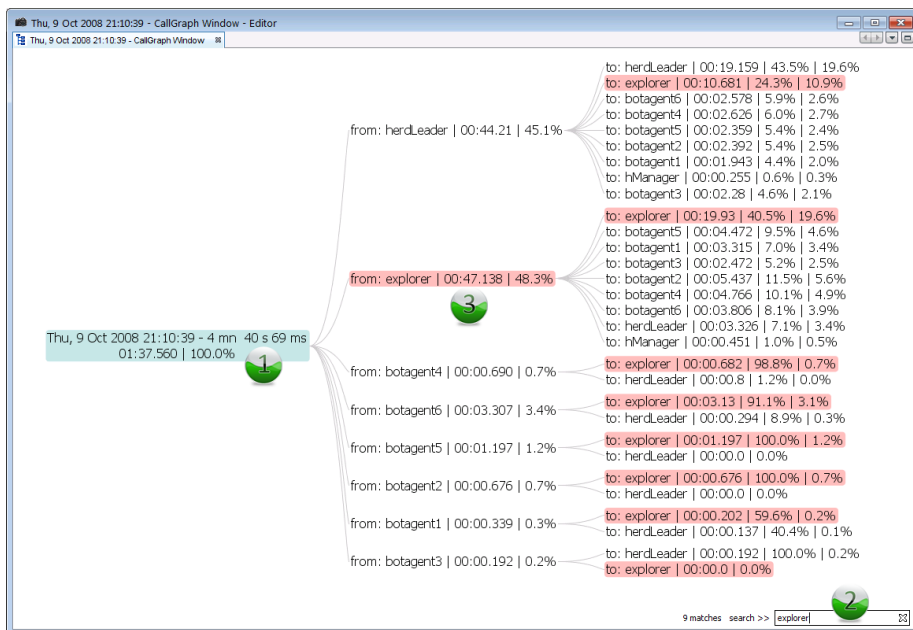 Thu, 9 Oct 2008 21:10:39 - CallGraph Window - Editor
Thu, 9 Oct 2008 21:10:39 - CallGraph Window
Thu, 9 Oct 2008 21:10:39 - 4 mn 40 s 69 ms
01:37.560 | 100.0%
1
from: herdLeader | 00:44.21 | 45.1%
to: herdLeader | 00:19.159 | 43.5% | 19.6%
to: explorer | 00:10.681 | 24.3% | 10.9%
to: botagent6 | 00:02.578 | 5.9% | 2.6%
to: botagent4 | 00:02.626 | 6.0% | 2.7%
to: botagent5 | 00:02.359 | 5.4% | 2.4%
to: botagent2 | 00:02.392 | 5.4% | 2.5%
to: botagent1 | 00:01.943 | 4.4% | 2.0%
to: hManager | 00:00.255 | 0.6% | 0.3%
to: botagent3 | 00:02.28 | 4.6% | 2.1%
from: explorer | 00:47.138 | 48.3%
3
to: explorer | 00:19.93 | 40.5% | 19.6%
to: botagent5 | 00:04.472 | 9.5% | 4.6%
to: botagent1 | 00:03.315 | 7.0% | 3.4%
to: botagent3 | 00:02.472 | 5.2% | 2.5%
to: botagent2 | 00:05.437 | 11.5% | 5.6%
to: botagent4 | 00:04.766 | 10.1% | 4.9%
to: botagent6 | 00:03.806 | 8.1% | 3.9%
to: herdLeader | 00:03.326 | 7.1% | 3.4%
to: hManager | 00:00.451 | 1.0% | 0.5%
from: botagent4 | 00:00.690 | 0.7%
to: explorer | 00:00.682 | 98.8% | 0.7%
to: herdLeader | 00:00.8 | 1.2% | 0.0%
from: botagent6 | 00:03.307 | 3.4%
to: explorer | 00:03.13 | 91.1% | 3.1%
to: herdLeader | 00:00.294 | 8.9% | 0.3%
from: botagent5 | 00:01.197 | 1.2%
to: explorer | 00:01.197 | 100.0% | 1.2%
to: herdLeader | 00:00.0 | 0.0%
from: botagent2 | 00:00.676 | 0.7%
to: explorer | 00:00.676 | 100.0% | 0.7%
to: herdLeader | 00:00.0 | 0.0%
from: botagent1 | 00:00.339 | 0.3%
to: explorer | 00:00.202 | 59.6% | 0.2%
to: herdLeader | 00:00.137 | 40.4% | 0.1%
from: botagent3 | 00:00.192 | 0.2%
to: herdLeader | 00:00.192 | 100.0% | 0.2%
to: explorer | 00:00.0 | 0.0%
2
9 matches search >> explorer